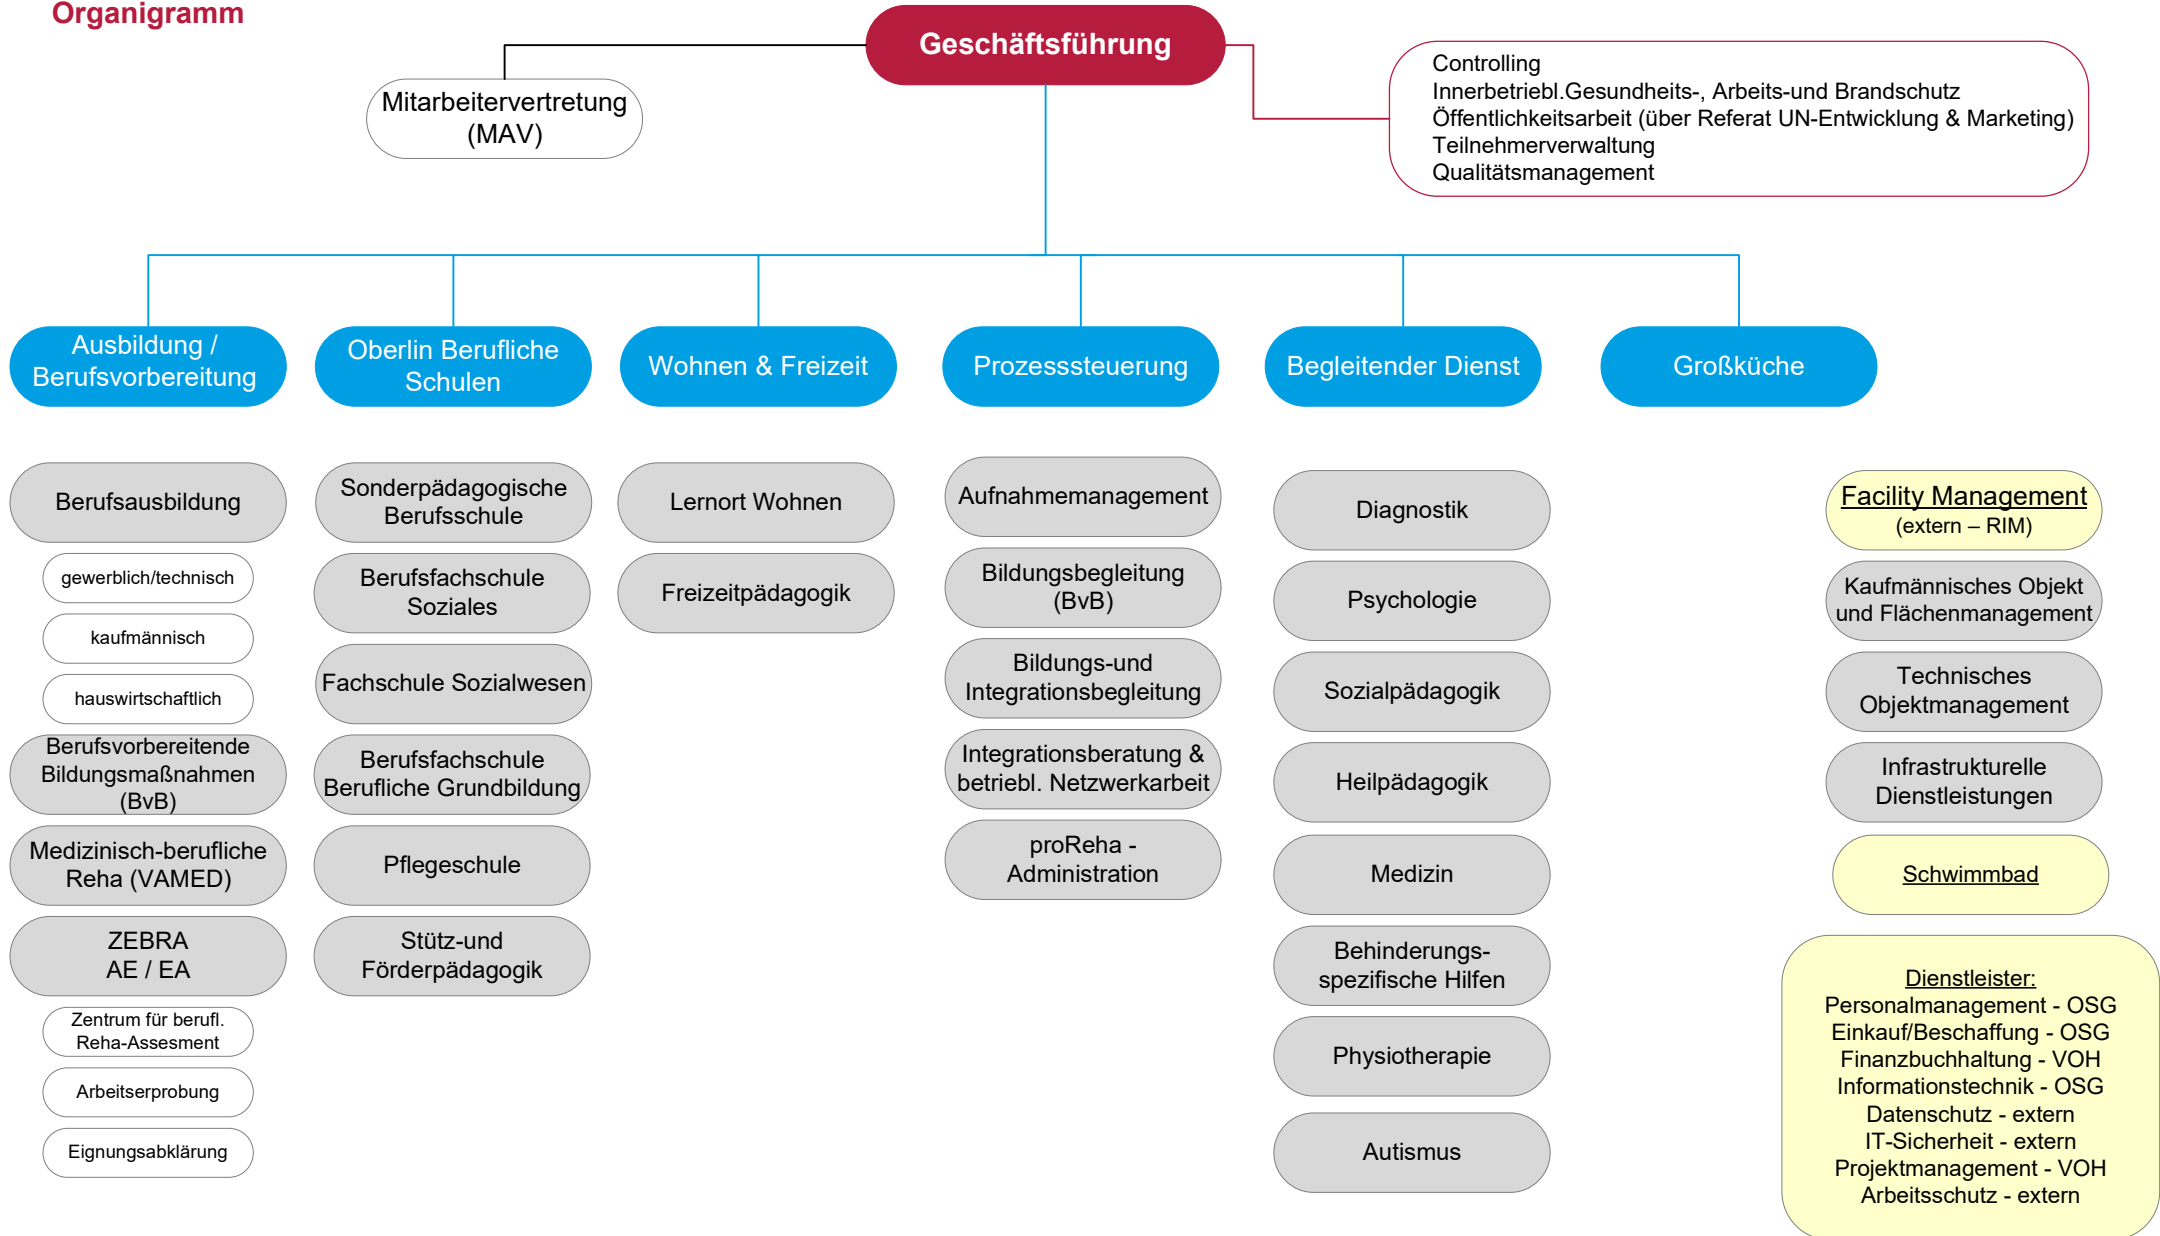 Organigramm
Geschäftsführung
Mitarbeitervertretung
(MAV)
Controlling
Innerbetriebl.Gesundheits-, Arbeits-und Brandschutz
Öffentlichkeitsarbeit (über Referat UN-Entwicklung & Marketing)
Teilnehmerverwaltung
Qualitätsmanagement
Ausbildung /
Berufsvorbereitung
Oberlin Berufliche
Schulen
Wohnen & Freizeit
Prozesssteuerung
Begleitender Dienst
Großküche
Berufsausbildung
gewerblich/technisch
kaufmännisch
hauswirtschaftlich
Berufsvorbereitende
Bildungsmaßnahmen
(BvB)
Medizinisch-berufliche
Reha (VAMED)
ZEBRA
AE / EA
Zentrum für berufl.
Reha-Assesment
Arbeitserprobung
Eignungsabklärung
Sonderpädagogische
Berufsschule
Berufsfachschule
Soziales
Fachschule Sozialwesen
Berufsfachschule
Berufliche Grundbildung
Pflegeschule
Stütz-und
Förderpädagogik
Lernort Wohnen
Freizeitpädagogik
Aufnahmemanagement
Bildungsbegleitung
(BvB)
Bildungs-und
Integrationsbegleitung
Integrationsberatung &
betriebl. Netzwerkarbeit
proReha -
Administration
Diagnostik
Psychologie
Sozialpädagogik
Heilpädagogik
Medizin
Behinderungs-
spezifische Hilfen
Physiotherapie
Autismus
Facility Management
(extern – RIM)
Kaufmännisches Objekt
und Flächenmanagement
Technisches
Objektmanagement
Infrastrukturelle
Dienstleistungen
Schwimmbad
Dienstleister:
Personalmanagement - OSG
Einkauf/Beschaffung - OSG
Finanzbuchhaltung - VOH
Informationstechnik - OSG
Datenschutz - extern
IT-Sicherheit - extern
Projektmanagement - VOH
Arbeitsschutz - extern